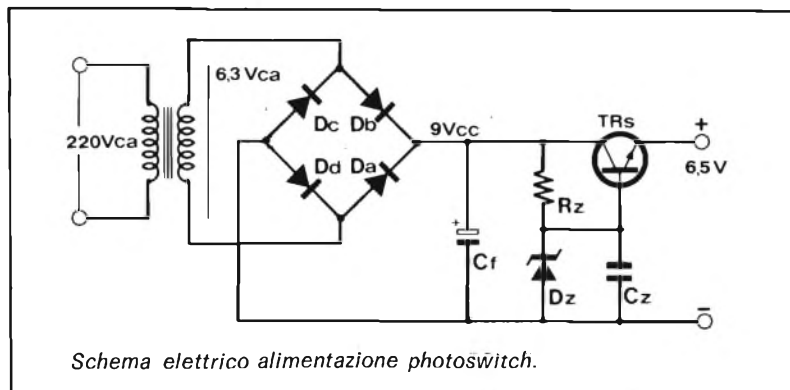 6,3 Vca
220Vca
Dc
Db
Dd
Da
9Vcc
TRs
+
6,5 V
Rz
+
Cf
Dz
Cz
-
Schema elettrico alimentazione photoswitch.